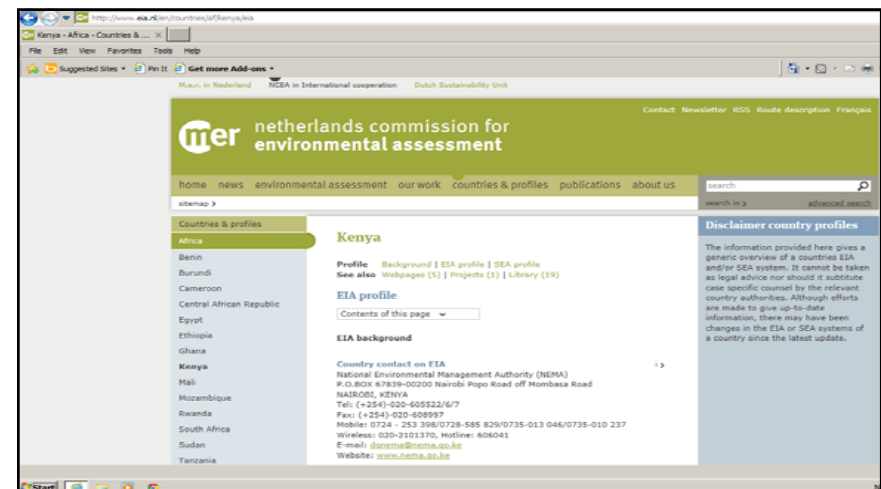 http://www.eia.nl/en/countries/af/kenya/eia
Kenya - Africa - Countries & ...
File Edit View Favorites Tools Help
Suggested Sites Pin It Get more Add-ons
M.e.r. in Nederland NCEA in International cooperation Dutch Sustainability Unit
Contact Newsletter RSS Route description Français
mer
netherlands commission for
environmental assessment
home news environmental assessment our work countries & profiles publications about us
search
sitemap >
search in > advanced search
Countries & profiles
Africa
Benin
Burundi
Cameroon
Central African Republic
Egypt
Ethiopia
Ghana
Kenya
Mali
Mozambique
Rwanda
South Africa
Sudan
Tanzania
Kenya
Profile Background | EIA profile | SEA profile
See also Webpages (5) | Projects (1) | Library (19)
EIA profile
Contents of this page
EIA background
Country contact on EIA
National Environmental Management Authority (NEMA)
P.O.BOX 67839-00200 Nairobi Popo Road off Mombasa Road
NAIROBI, KENYA
Tel: (+254)-020-605522/6/7
Fax: (+254)-020-608997
Mobile: 0724 - 253 398/0728-585 829/0735-013 046/0735-010 237
Wireless: 020-2101370, Hotline: 606041
E-mail: dgnema@nema.go.ke
Website: www.nema.go.ke
Disclaimer country profiles
The information provided here gives a
generic overview of a countries EIA
and/or SEA system. It cannot be taken
as legal advice nor should it subtitute
case specific counsel by the relevant
country authorities. Although efforts
are made to give up-to-date
information, there may have been
changes in the EIA or SEA systems of
a country since the latest update.
Start